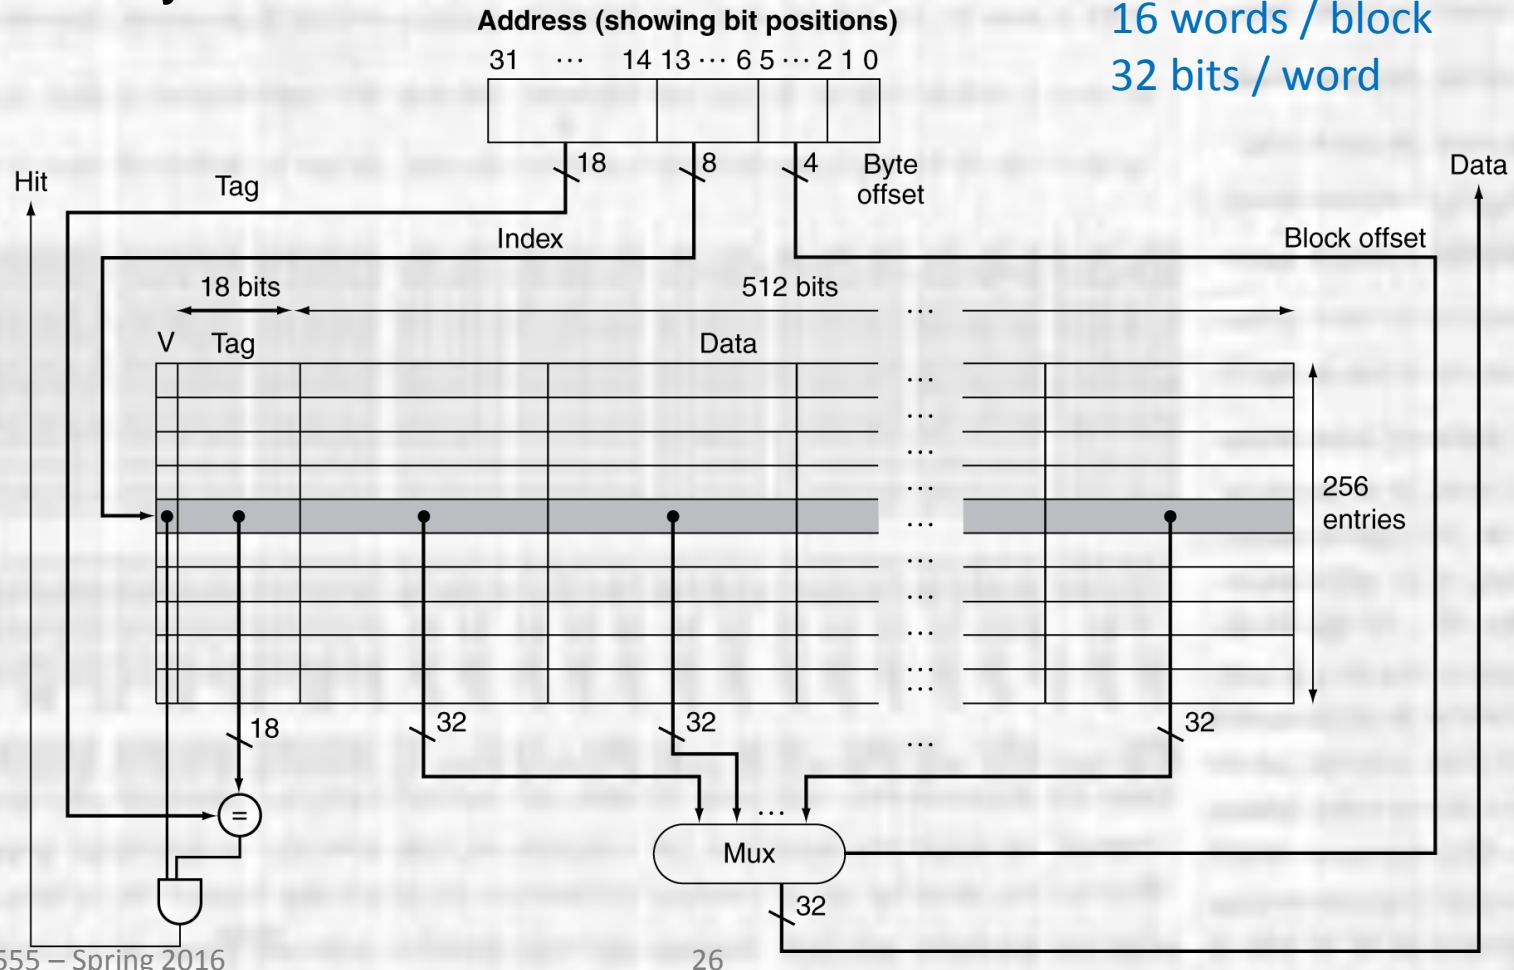 16 words / block
Address (showing bit positions)
31 ... 14 13 ... 6 5 ... 2 1 0
32 bits / word
18 8 4 Byte offset
Hit
Tag
Data
Index
Block offset
18 bits
512 bits
...
V Tag
Data
...
...
...
...
...
...
...
...
...
...
256
entries
18
32
32
...
32
=
...
Mux
32
555 – Spring 2016
26